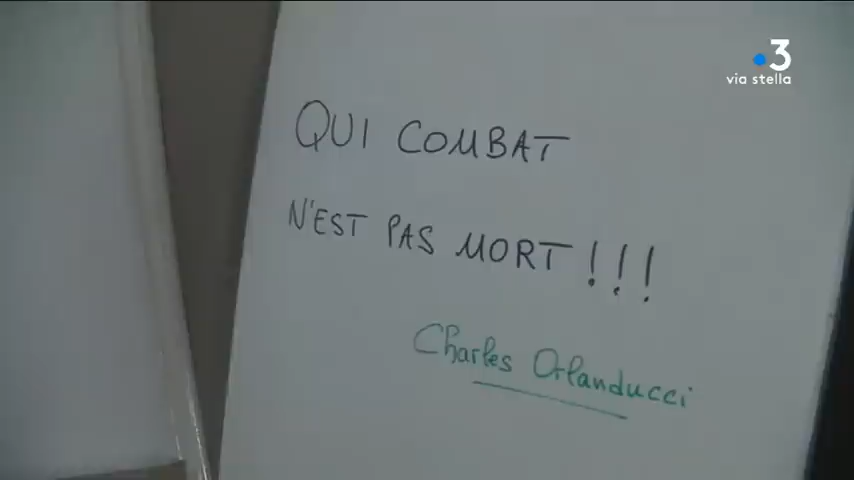 3
via stella
QUI COMBAT
N'EST PAS MORT !!!
Charles Orlanducci